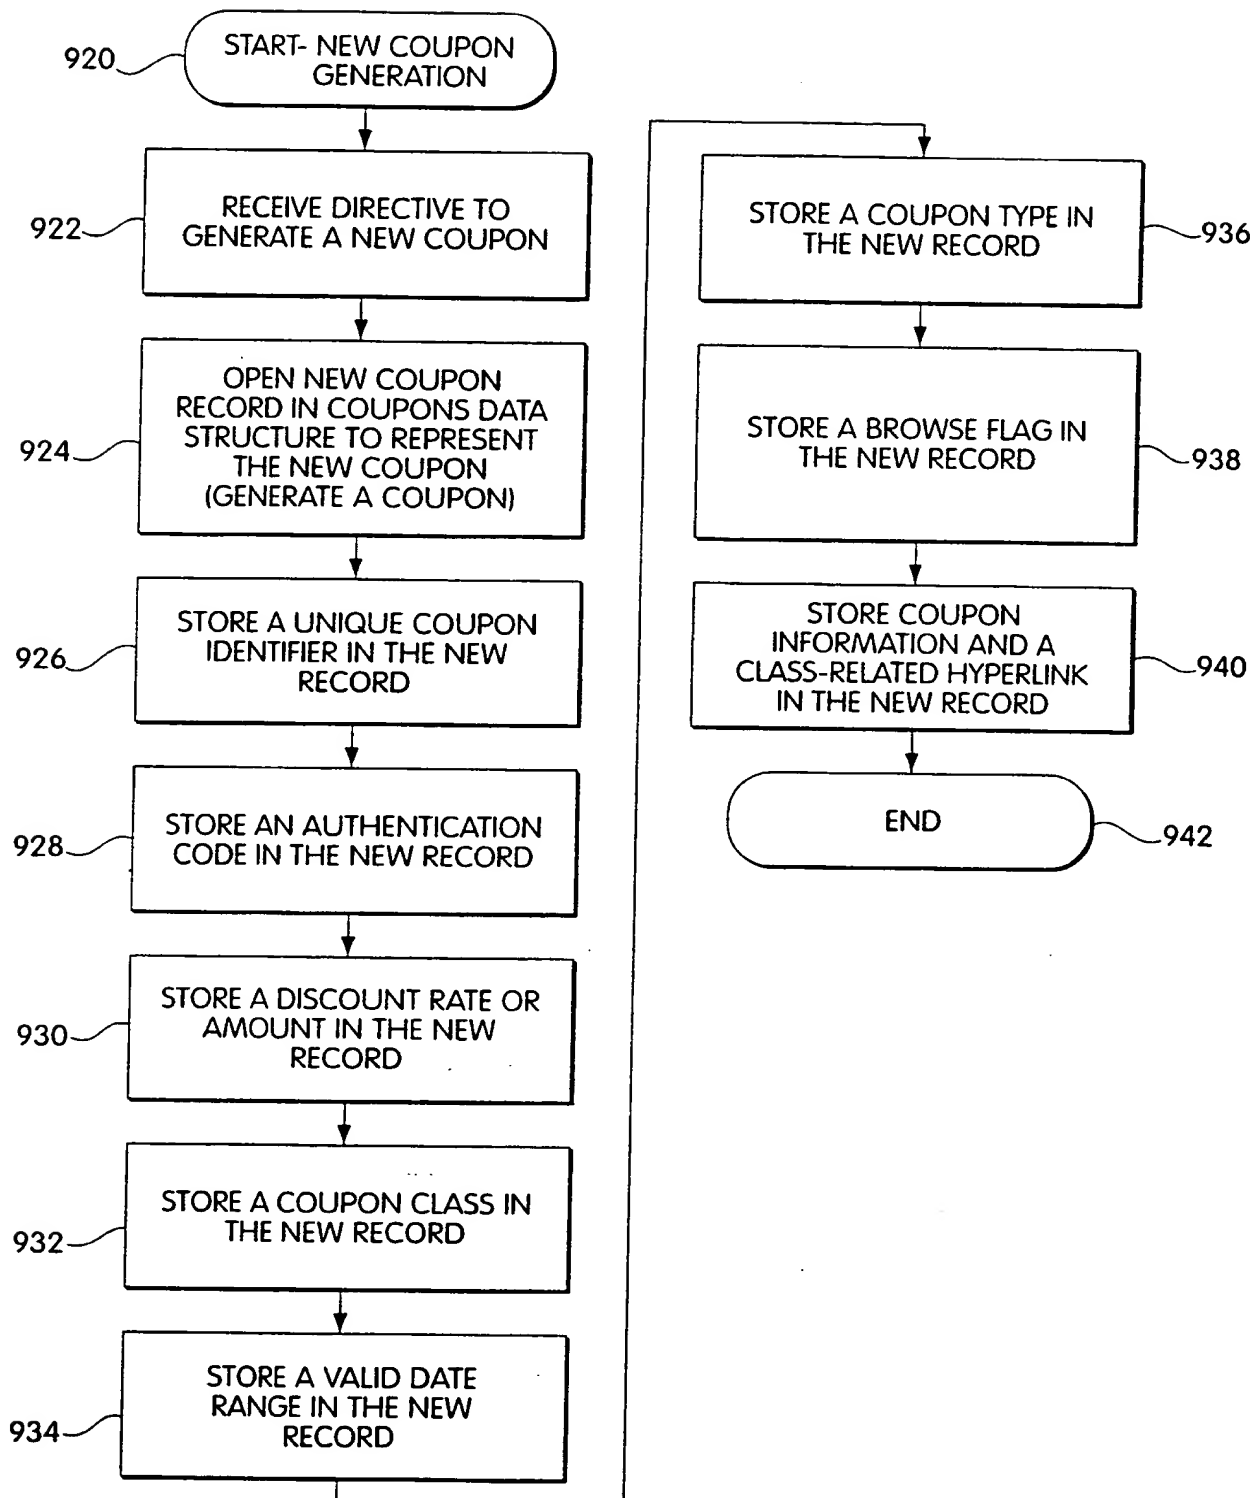 920
START- NEW COUPON
GENERATION
922
RECEIVE DIRECTIVE TO
GENERATE A NEW COUPON
924
OPEN NEW COUPON
RECORD IN COUPONS DATA
STRUCTURE TO REPRESENT
THE NEW COUPON
(GENERATE A COUPON)
926
STORE A UNIQUE COUPON
IDENTIFIER IN THE NEW
RECORD
928
STORE AN AUTHENTICATION
CODE IN THE NEW RECORD
930
STORE A DISCOUNT RATE OR
AMOUNT IN THE NEW
RECORD
932
STORE A COUPON CLASS IN
THE NEW RECORD
934
STORE A VALID DATE
RANGE IN THE NEW
RECORD
STORE A COUPON TYPE IN
THE NEW RECORD
936
STORE A BROWSE FLAG IN
THE NEW RECORD
938
STORE COUPON
INFORMATION AND A
CLASS-RELATED HYPERLINK
IN THE NEW RECORD
940
END
942